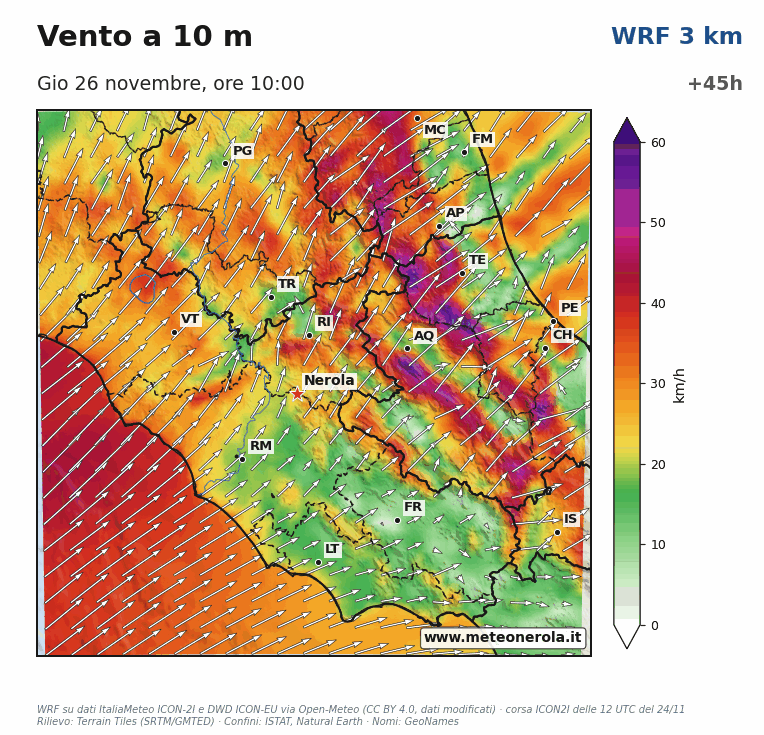 Vento a 10 m
WRF 3 km
Gio 26 novembre, ore 10:00
+45h
MC
FM
PG
AP
TE
TR
PE
VT
RI
AQ
CH
Nerola
RM
FR
IS
LT
www.meteonerola.it
60
50
40
30
20
10
0
km/h
WRF su dati ItaliaMeteo ICON-2I e DWD ICON-EU via Open-Meteo (CC BY 4.0, dati modificati) · corsa ICON2I delle 12 UTC del 24/11
Rilievo: Terrain Tiles (SRTM/GMTED) · Confini: ISTAT, Natural Earth · Nomi: GeoNames